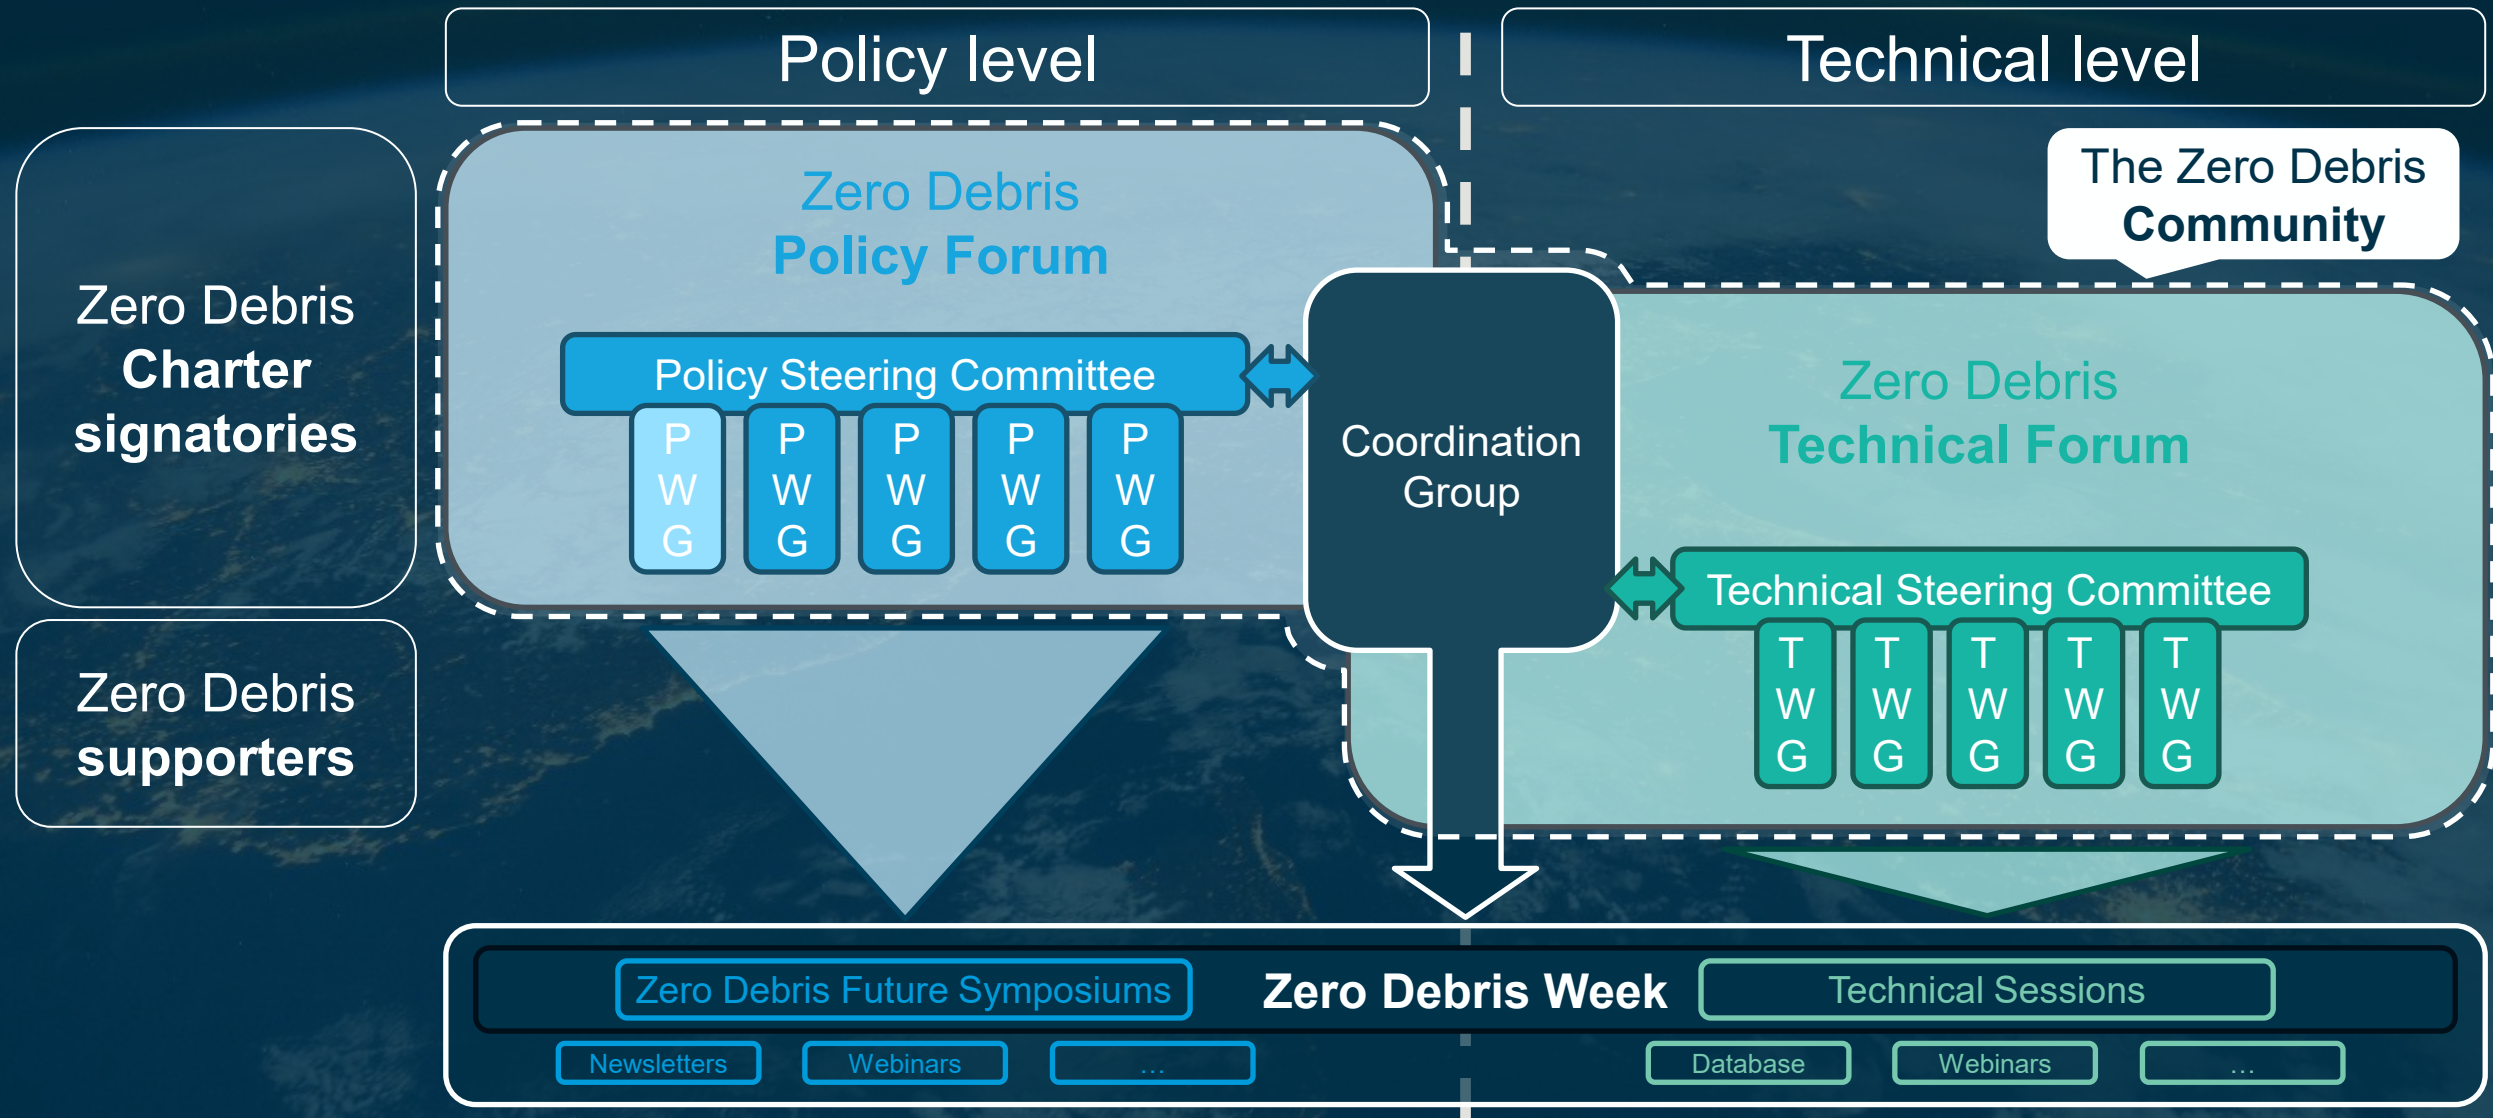 Policy level
Technical level
The Zero Debris
Community
Zero Debris
Charter
signatories
Zero Debris
supporters
Zero Debris
Policy Forum
Policy Steering Committee
P
W
G
P
W
G
P
W
G
P
W
G
P
W
G
Coordination
Group
Zero Debris
Technical Forum
Technical Steering Committee
T
W
G
T
W
G
T
W
G
T
W
G
T
W
G
Zero Debris Future Symposiums
Zero Debris Week
Technical Sessions
Newsletters
Webinars
...
Database
Webinars
...